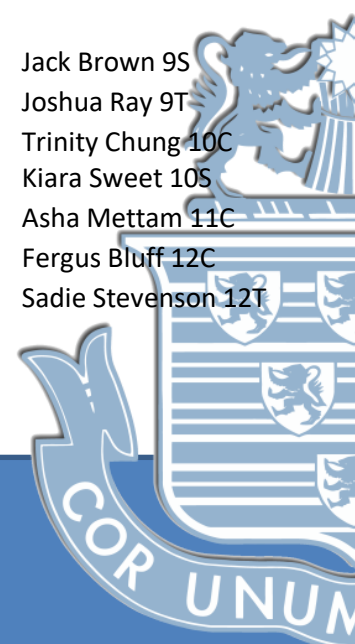 Jack Brown 9S
Joshua Ray 9T
Trinity Chung 10C
Kiara Sweet 10S
Asha Mettam 11C
Fergus Bluff 12C
Sadie Stevenson 12T
COR UNUM